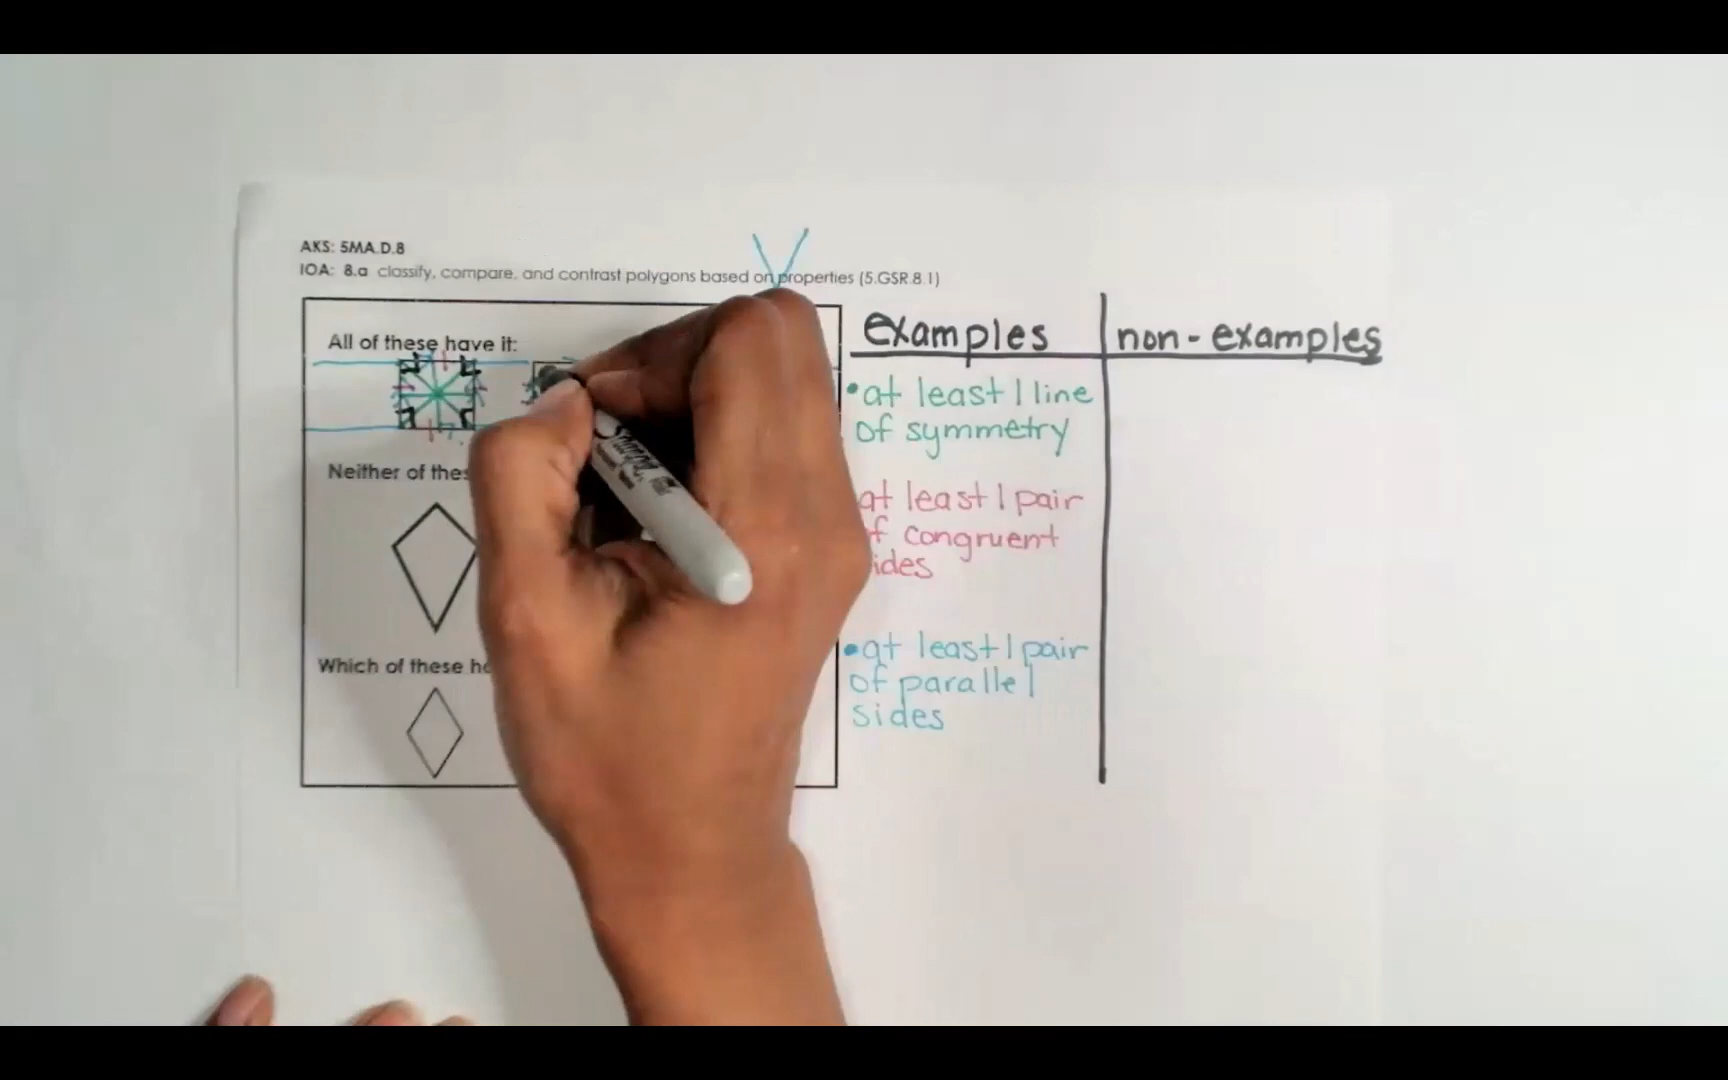 AKS: 5MA.D.8
IOA: 8.a classify, compare, and contrast polygons based on properties (5.GSR.8.1)
All of these have it:
Neither of
Which of these
examples
non-examples
•at least 1 line
of symmetry
at least 1 pair
congruent
•at least 1 pair
of parallel
sides
Sharpie